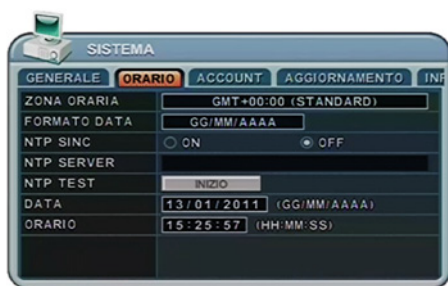 SISTEMA
GENERALE ORARIO ACCOUNT AGGIORNAMENTO INF
ZONA ORARIA GMT+00:00 (STANDARD)
FORMATO DATA GG/MM/AAAA
NTP SINC ON OFF
NTP SERVER
NTP TEST INIZIO
DATA 13/01/2011 (GG/MM/AAAA)
ORARIO 15:25:57 (HH:MM:SS)